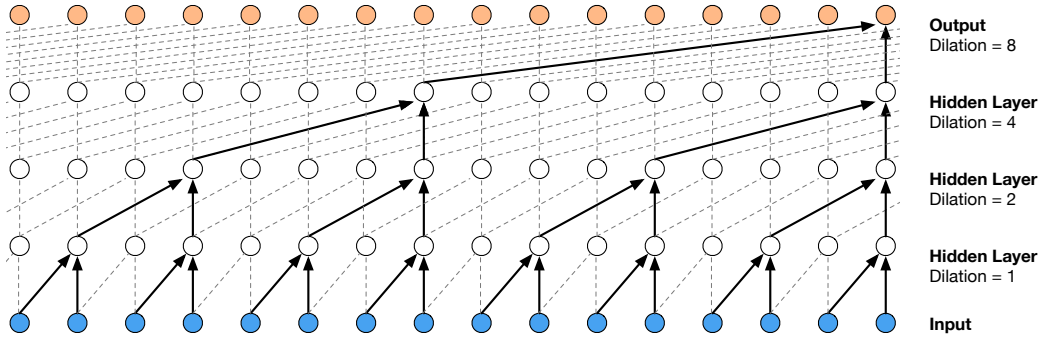 Output
Dilation = 8
Hidden Layer
Dilation = 4
Hidden Layer
Dilation = 2
Hidden Layer
Dilation = 1
Input